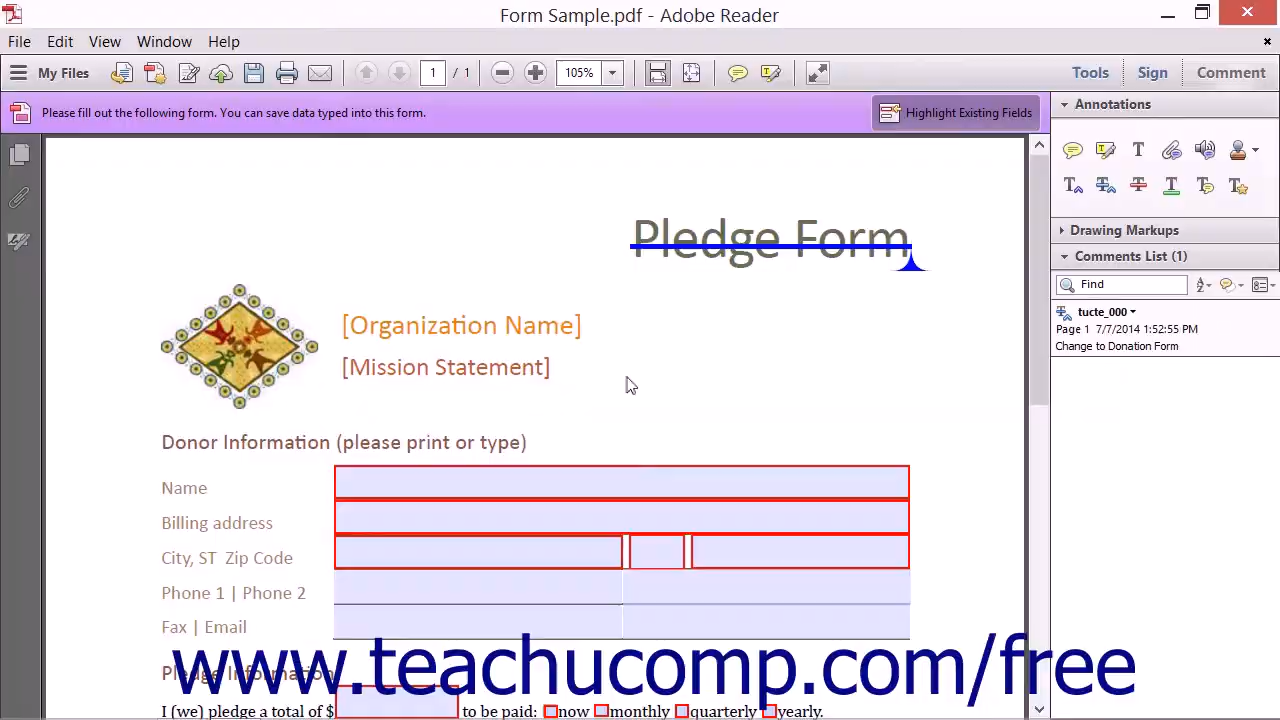 Form Sample.pdf - Adobe Reader
File Edit View Window Help
My Files 1 / 1 105% Tools Sign Comment
Please fill out the following form. You can save data typed into this form. Highlight Existing Fields
Annotations
Pledge Form
Drawing Markups
Comments List (1)
Find
tucte_000
Page 1 7/7/2014 1:52:55 PM
Change to Donation Form
[Organization Name]
[Mission Statement]
Donor Information (please print or type)
Name
Billing address
City, ST Zip Code
Phone 1 | Phone 2
Fax | Email
Pledge Information
www.teachucomp.com/free
I (we) pledge a total of $ to be paid: now monthly quarterly yearly.